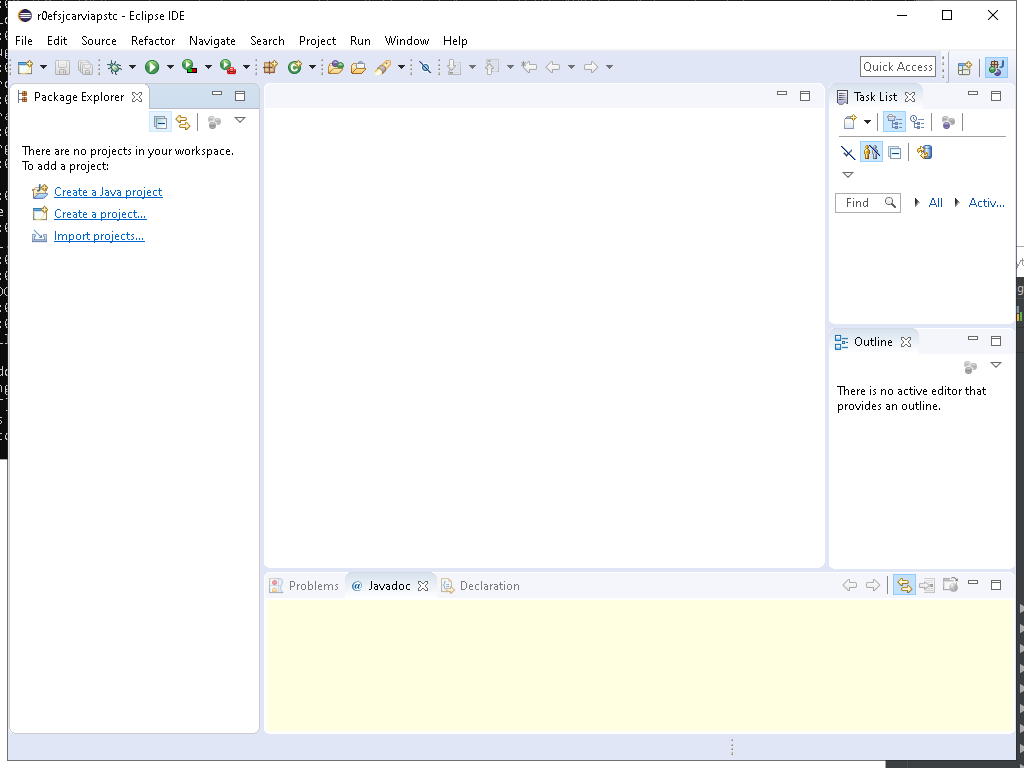 r0efsjcarviapstc - Eclipse IDE
File Edit Source Refactor Navigate Search Project Run Window Help
Quick Access
Package Explorer
Task List
There are no projects in your workspace.
To add a project:
Create a Java project
Create a project...
Import projects...
Find All Activ...
Outline
There is no active editor that
provides an outline.
Problems @ Javadoc Declaration